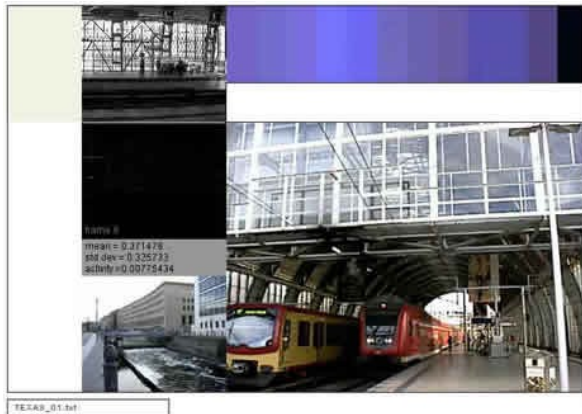 frame 8
mean = 0.371478
std dev = 0.325733
activity = 0.00775434
TEXAS_01.txt